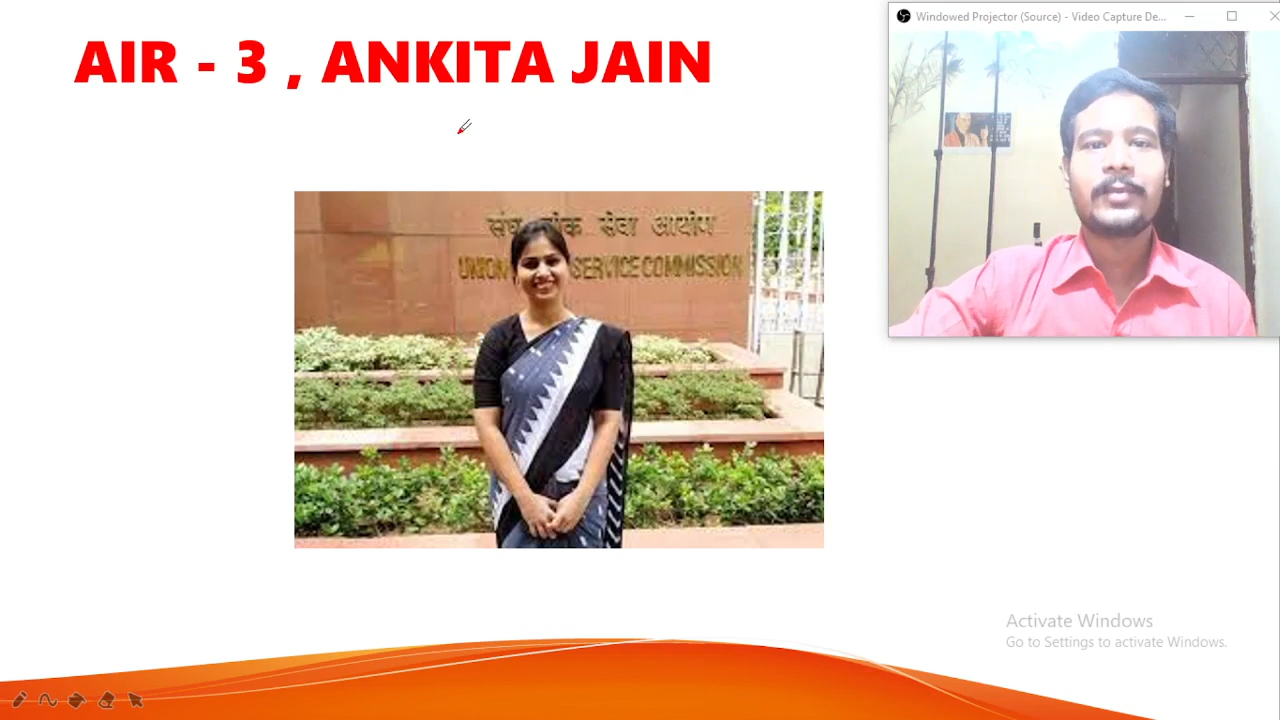 AIR - 3 , ANKITA JAIN
Windowed Projector (Source) - Video Capture De...
सेवा आयोग
UNION SERVICE COMMISSION
Activate Windows
Go to Settings to activate Windows.